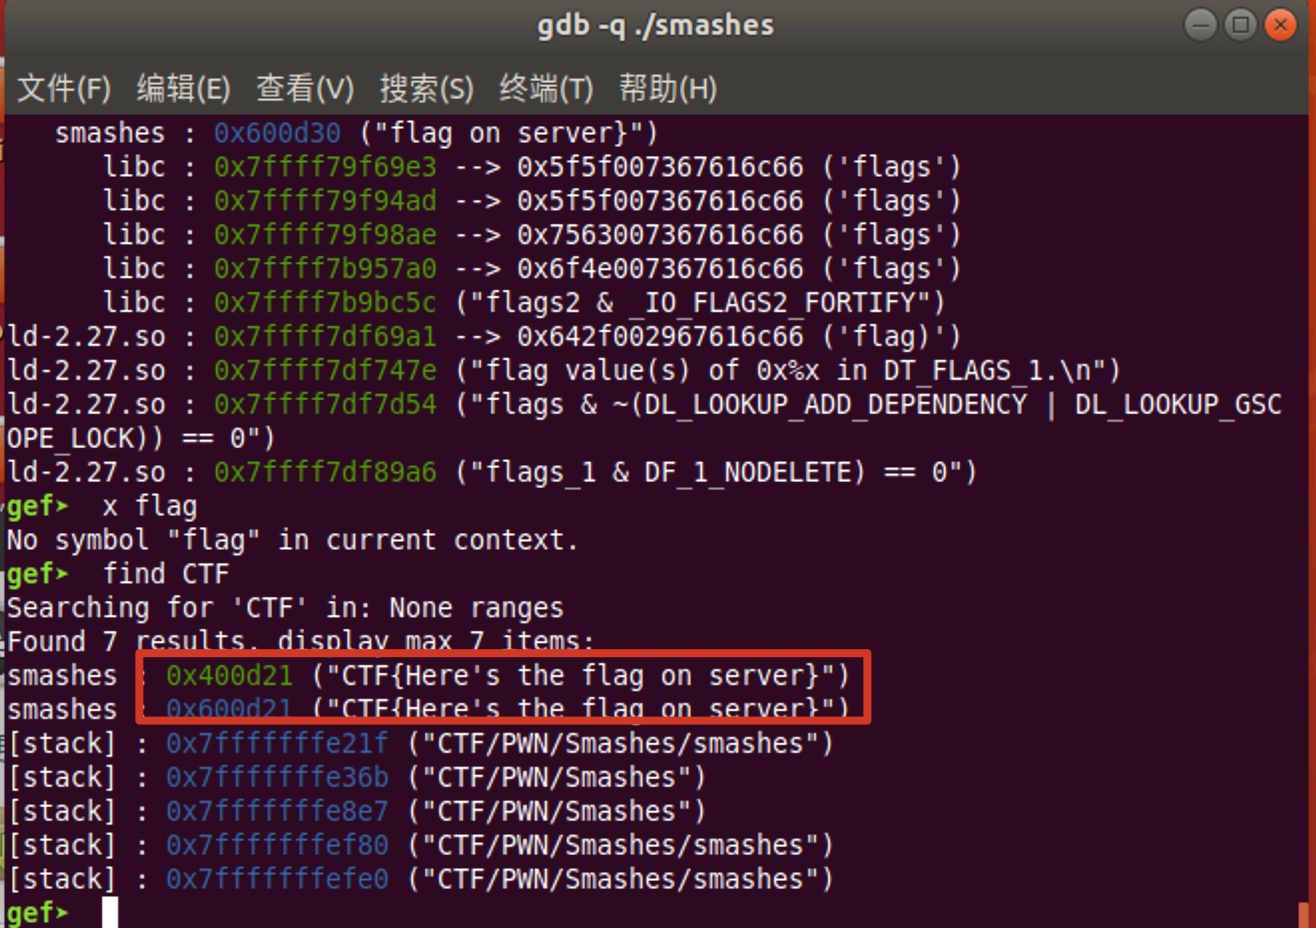 gdb -q ./smashes
文件(F) 编辑(E) 查看(V) 搜索(S) 终端(T) 帮助(H)
smashes : 0x600d30 ("flag on server}")
libc : 0x7ffff79f69e3 --> 0x5f5f007367616c66 ('flags')
libc : 0x7ffff79f94ad --> 0x5f5f007367616c66 ('flags')
libc : 0x7ffff79f98ae --> 0x7563007367616c66 ('flags')
libc : 0x7ffff7b957a0 --> 0x6f4e007367616c66 ('flags')
libc : 0x7ffff7b9bc5c ("flags2 & _IO_FLAGS2_FORTIFY")
ld-2.27.so : 0x7ffff7df69a1 --> 0x642f002967616c66 ('flag)')
ld-2.27.so : 0x7ffff7df747e ("flag value(s) of 0x%x in DT_FLAGS_1.\n")
ld-2.27.so : 0x7ffff7df7d54 ("flags & ~(DL_LOOKUP_ADD_DEPENDENCY | DL_LOOKUP_GSC
OPE_LOCK)) == 0")
ld-2.27.so : 0x7ffff7df89a6 ("flags_1 & DF_1_NODELETE) == 0")
gef➤ x flag
No symbol "flag" in current context.
gef➤ find CTF
Searching for 'CTF' in: None ranges
Found 7 results, display max 7 items:
smashes : 0x400d21 ("CTF{Here's the flag on server}")
smashes : 0x600d21 ("CTF{Here's the flag on server}")
[stack] : 0x7fffffffe21f ("CTF/PWN/Smashes/smashes")
[stack] : 0x7fffffffe36b ("CTF/PWN/Smashes")
[stack] : 0x7fffffffe8e7 ("CTF/PWN/Smashes")
[stack] : 0x7fffffffef80 ("CTF/PWN/Smashes/smashes")
[stack] : 0x7fffffffefe0 ("CTF/PWN/Smashes/smashes")
gef➤